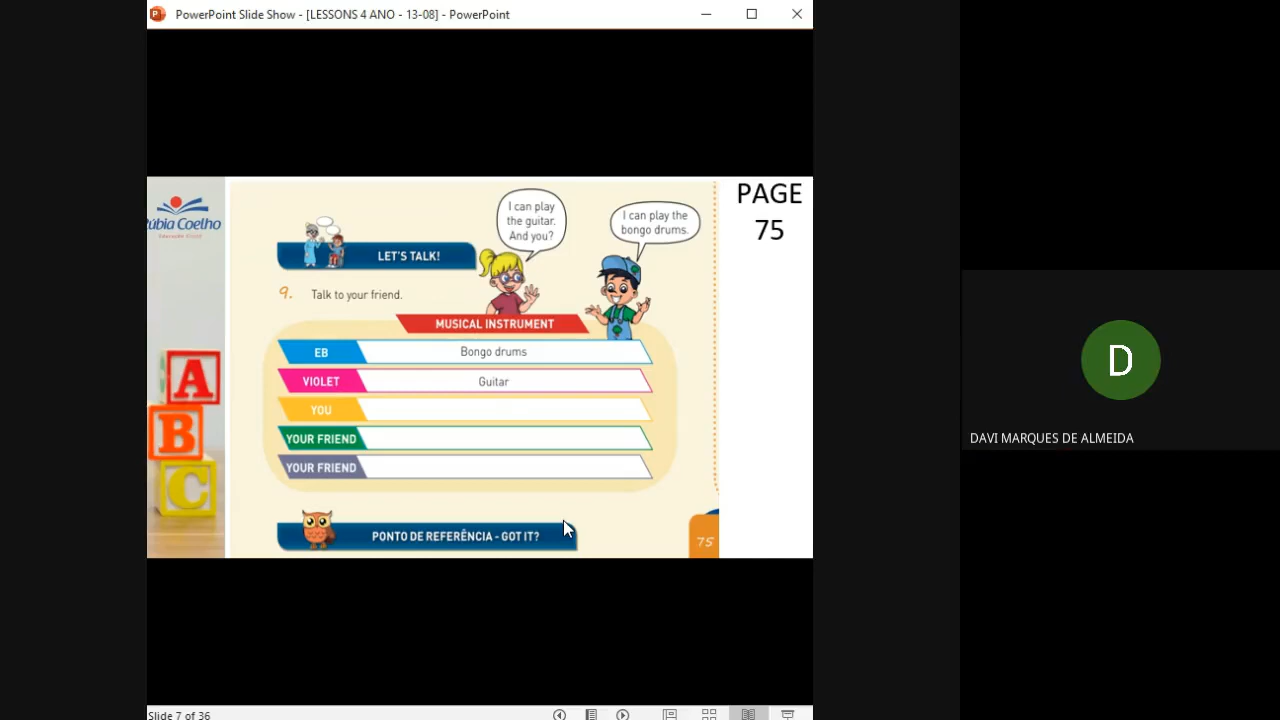 PowerPoint Slide Show - [LESSONS 4 ANO - 13-08] - PowerPoint
Rúbia Coelho
I can play
the guitar.
And you?
I can play the
bongo drums.
PAGE
75
LET'S TALK!
9. Talk to your friend.
MUSICAL INSTRUMENT
EB Bongo drums
VIOLET Guitar
YOU
YOUR FRIEND
YOUR FRIEND
A
B
C
PONTO DE REFERÊNCIA - GOT IT?
75
D
DAVI MARQUES DE ALMEIDA
Slide 7 of 36